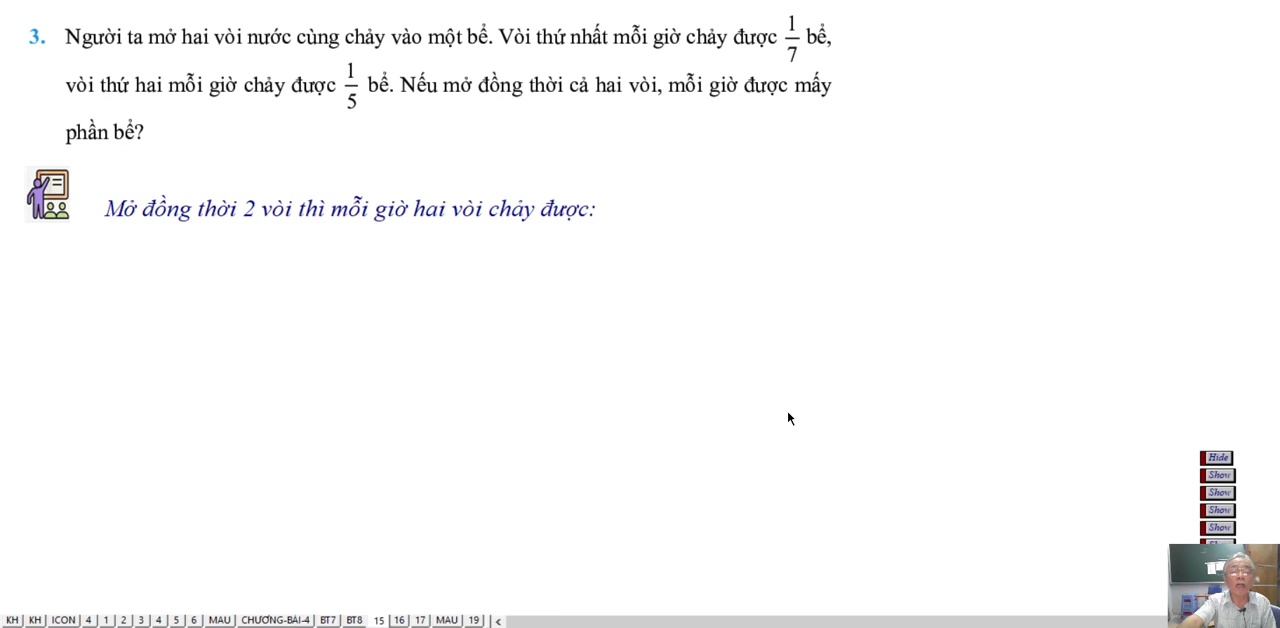 3. Người ta mở hai vòi nước cùng chảy vào một bể. Vòi thứ nhất mỗi giờ chảy được 1/7 bể,
vòi thứ hai mỗi giờ chảy được 1/5 bể. Nếu mở đồng thời cả hai vòi, mỗi giờ được mấy
phần bể?
Mở đồng thời 2 vòi thì mỗi giờ hai vòi chảy được:
Hide
Show
Show
Show
Show
KH KH ICON 4 1 2 3 4 5 6 MAU CHƯƠNG-BÀI-4 BT7 BT8 15 16 17 MAU 19